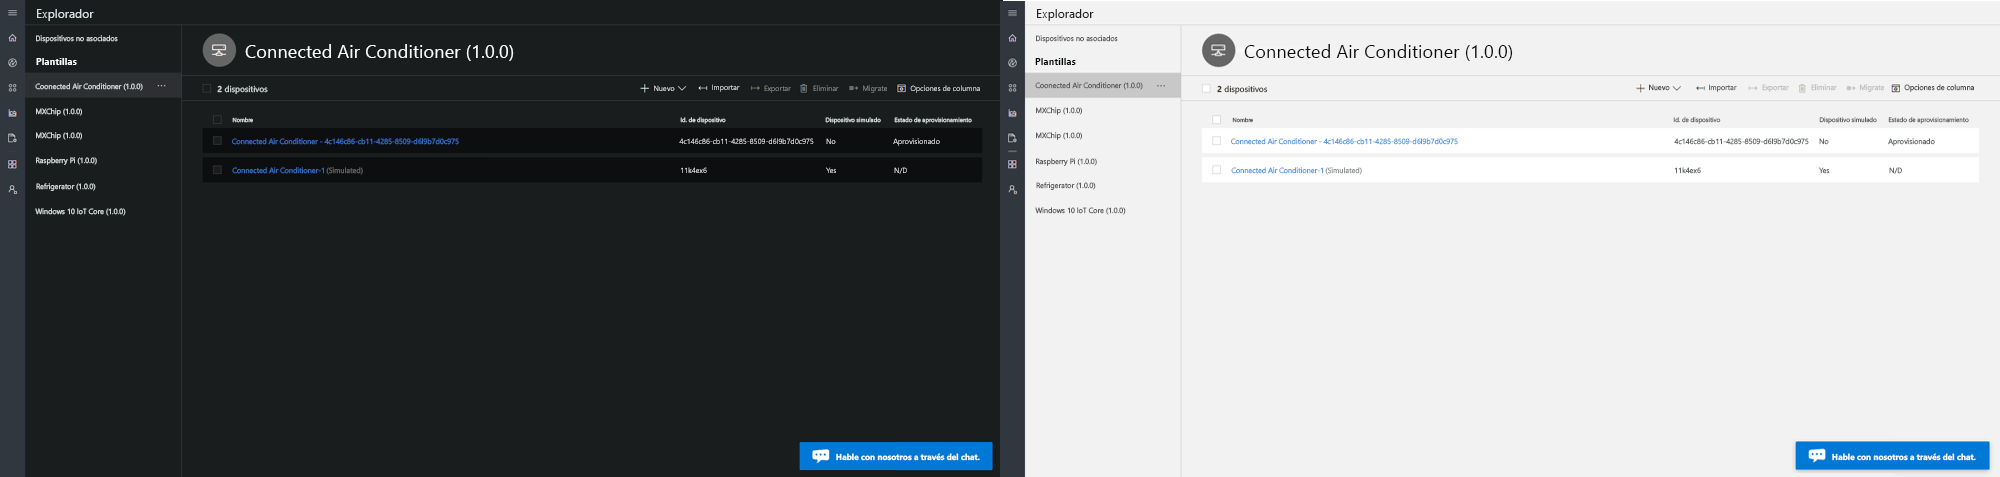 Explorador
Dispositivos no asociados
Plantillas
Coonected Air Conditioner (1.0.0) ...
MXChip (1.0.0)
MXChip (1.0.0)
Raspberry Pi (1.0.0)
Refrigerator (1.0.0)
Windows 10 IoT Core (1.0.0)
Connected Air Conditioner (1.0.0)
2 dispositivos
Nuevo
Importar
Exportar
Eliminar
Migrate
Opciones de columna
Nombre Id. de dispositivo Dispositivo simulado Estado de aprovisionamiento
Connected Air Conditioner - 4c146c86-cb11-4285-8509-d6l9b7d0c975 4c146c86-cb11-4285-8509-d6l9b7d0c975 No Aprovisionado
Connected Air Conditioner-1 (Simulated) 11k4ex6 Yes N/D
Hable con nosotros a través del chat.
Explorador
Dispositivos no asociados
Plantillas
Coonected Air Conditioner (1.0.0) ...
MXChip (1.0.0)
MXChip (1.0.0)
Raspberry Pi (1.0.0)
Refrigerator (1.0.0)
Windows 10 IoT Core (1.0.0)
Connected Air Conditioner (1.0.0)
2 dispositivos
Nuevo
Importar
Exportar
Eliminar
Migrate
Opciones de columna
Nombre Id. de dispositivo Dispositivo simulado Estado de aprovisionamiento
Connected Air Conditioner - 4c146c86-cb11-4285-8509-d6l9b7d0c975 4c146c86-cb11-4285-8509-d6l9b7d0c975 No Aprovisionado
Connected Air Conditioner-1 (Simulated) 11k4ex6 Yes N/D
Hable con nosotros a través del chat.